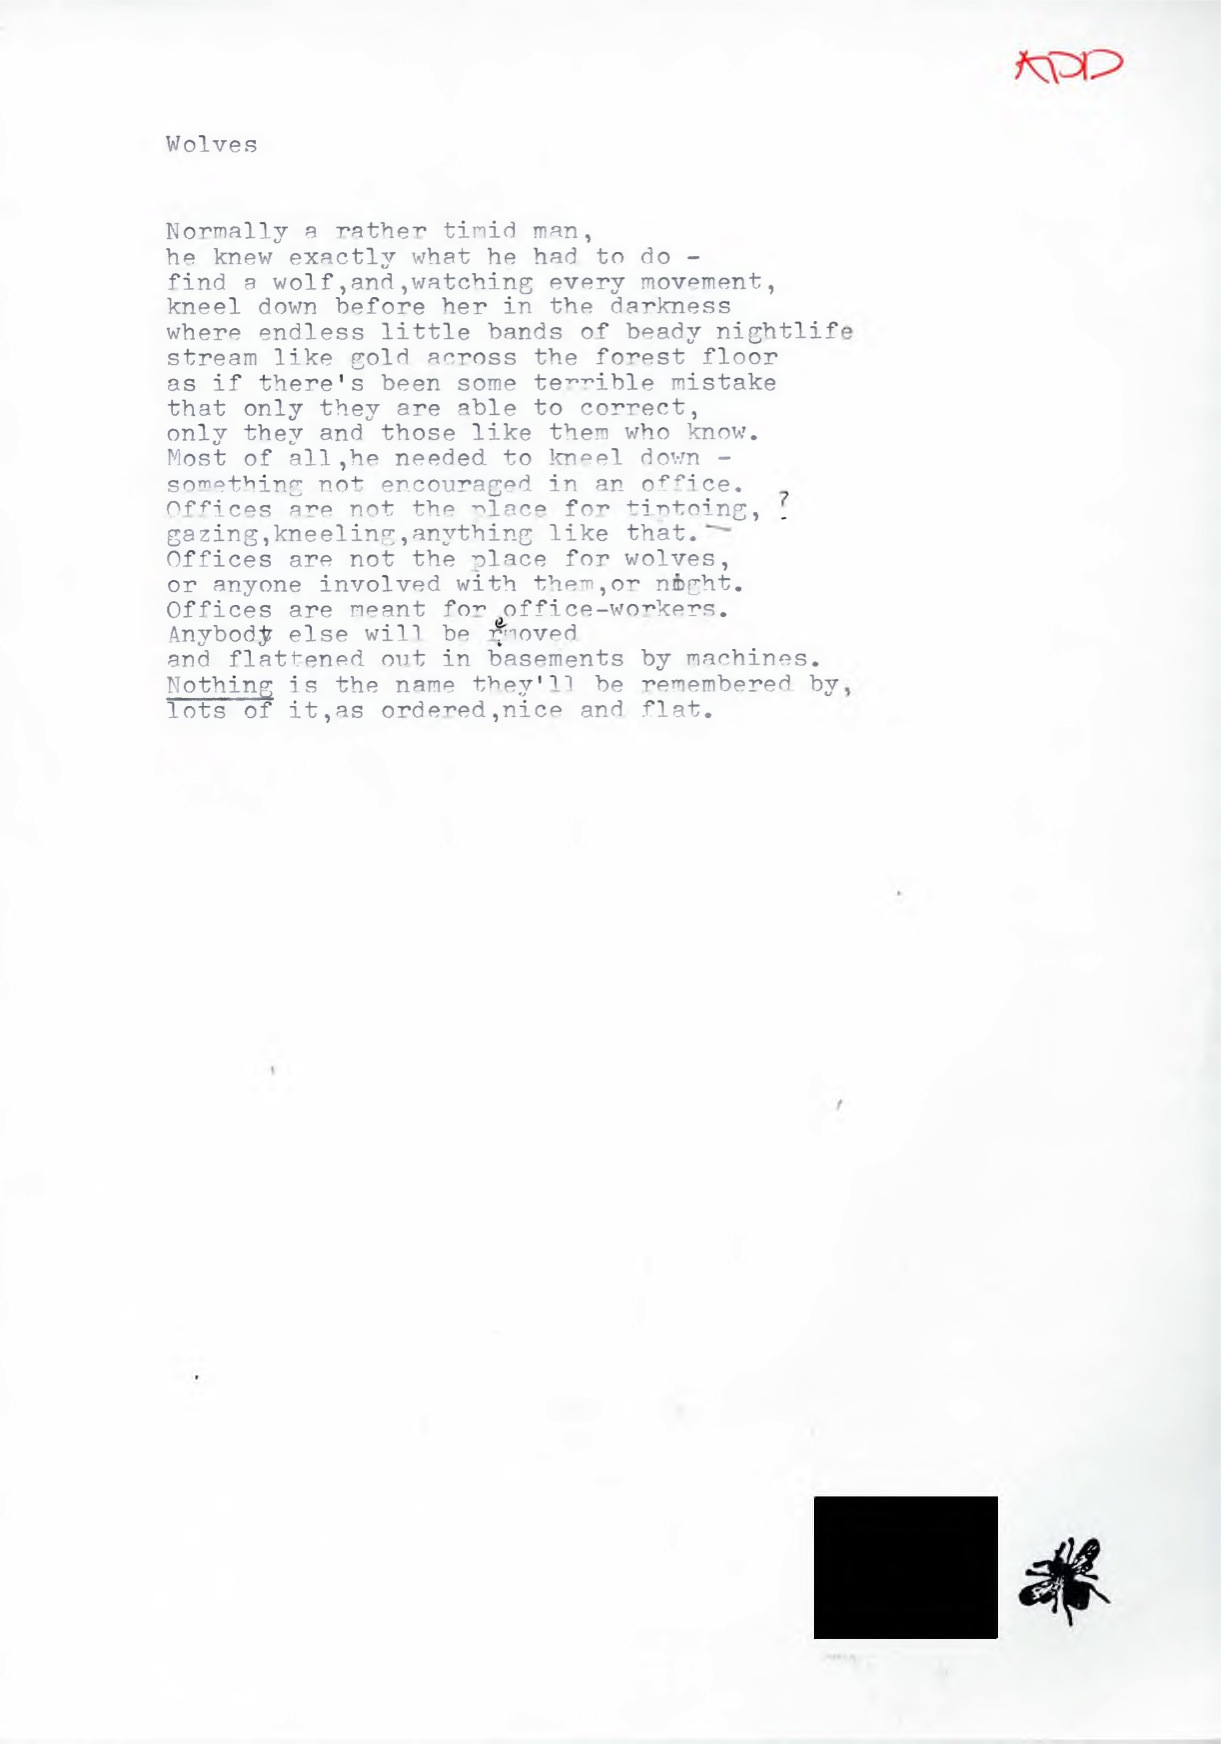 ADD
Wolves
Normally a rather timid man,
he knew exactly what he had to do -
find a wolf,and,watching every movement,
kneel down before her in the darkness
where endless little bands of beady nightlife
stream like gold across the forest floor
as if there's been some terrible mistake
that only they are able to correct,
only they and those like them who know.
Most of all,he needed to kneel down -
something not encouraged in an office.
Offices are not the place for tiptoing, ?
gazing,kneeling,anything like that.
Offices are not the place for wolves,
or anyone involved with them,or night.
Offices are meant for office-workers.
Anybody else will be removed
and flattened out in basements by machines.
Nothing is the name they'll be remembered by,
lots of it,as ordered,nice and flat.